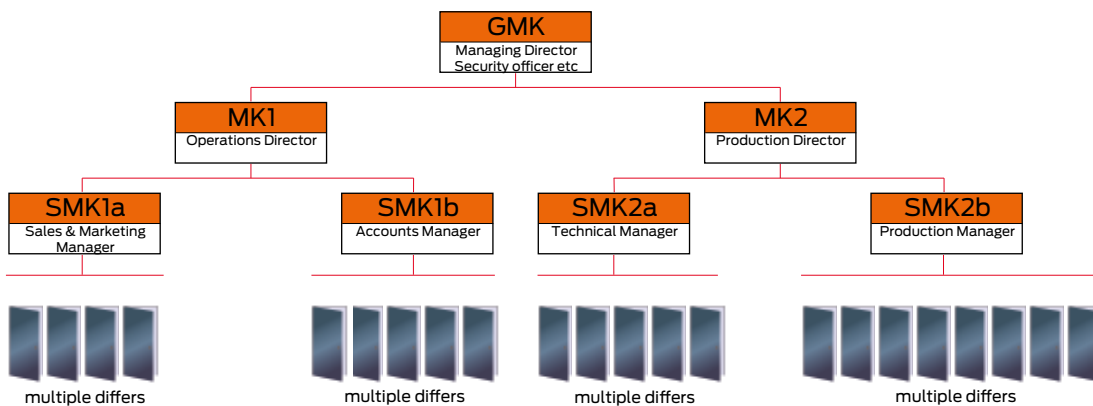 GMK
Managing Director
Security officer etc
MK1
Operations Director
MK2
Production Director
SMK1a
Sales & Marketing
Manager
SMK1b
Accounts Manager
SMK2a
Technical Manager
SMK2b
Production Manager
multiple differs
multiple differs
multiple differs
multiple differs